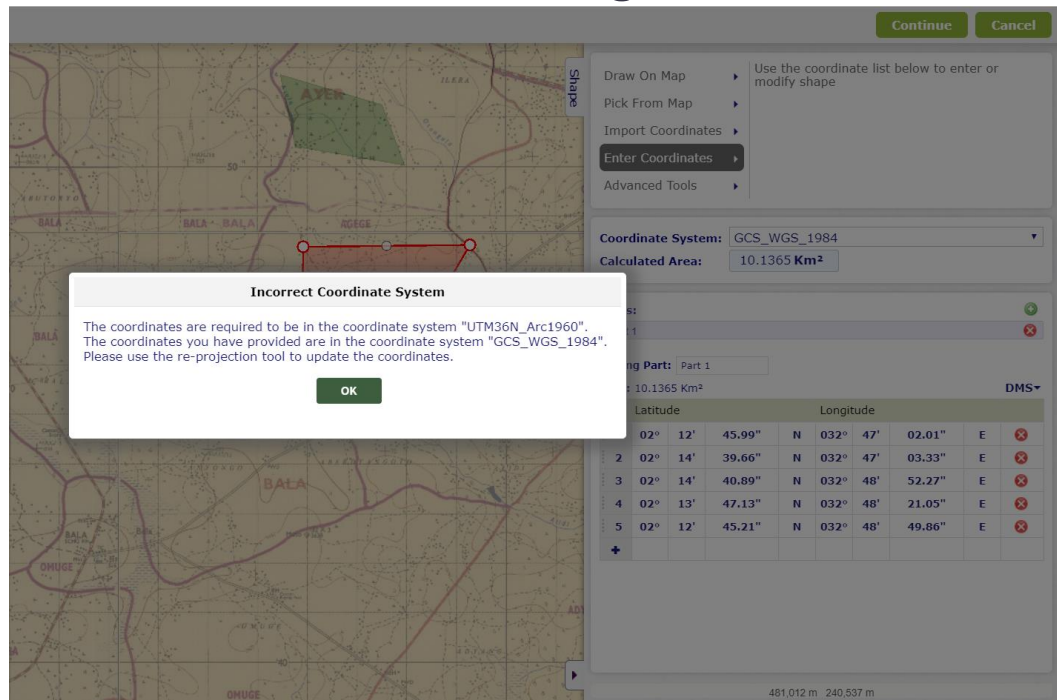 Continue
Cancel
Shape
Draw On Map
Pick From Map
Import Coordinates
Enter Coordinates
Advanced Tools
Use the coordinate list below to enter or
modify shape
Coordinate System: GCS_WGS_1984
Calculated Area: 10.1365 Km²
Incorrect Coordinate System
The coordinates are required to be in the coordinate system "UTM36N_Arc1960".
The coordinates you have provided are in the coordinate system "GCS_WGS_1984".
Please use the re-projection tool to update the coordinates.
OK
Part: Part 1
10.1365 Km²
DMS
Latitude Longitude
02° 12' 45.99" N 032° 47' 02.01" E
2 02° 14' 39.66" N 032° 47' 03.33" E
3 02° 14' 40.89" N 032° 48' 52.27" E
4 02° 13' 47.13" N 032° 48' 21.05" E
5 02° 12' 45.21" N 032° 48' 49.86" E
481,012 m 240,537 m
AYER
ILERA
50
ABUTONSO
BALA
BALA - BALA
AGEGE
BALA
BALA
BALA
OMUGE
OMUGE